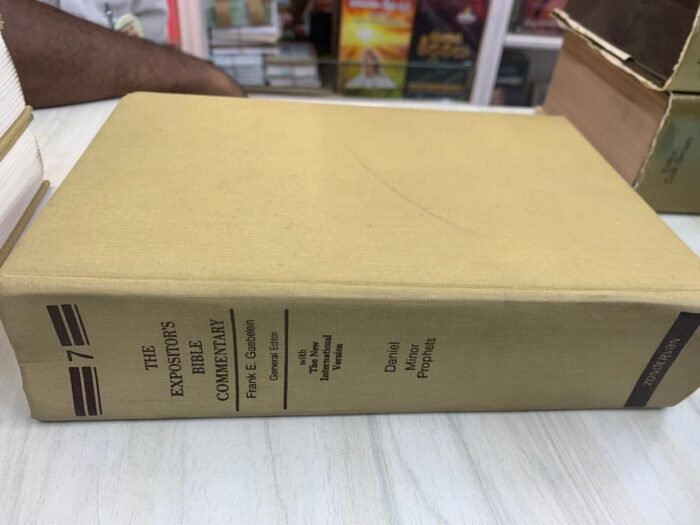 7
THE
EXPOSITOR'S
BIBLE
COMMENTARY
Frank E. Gaebelein
General Editor
with
The New
International
Version
Daniel
Minor
Prophets
ZONDERVAN